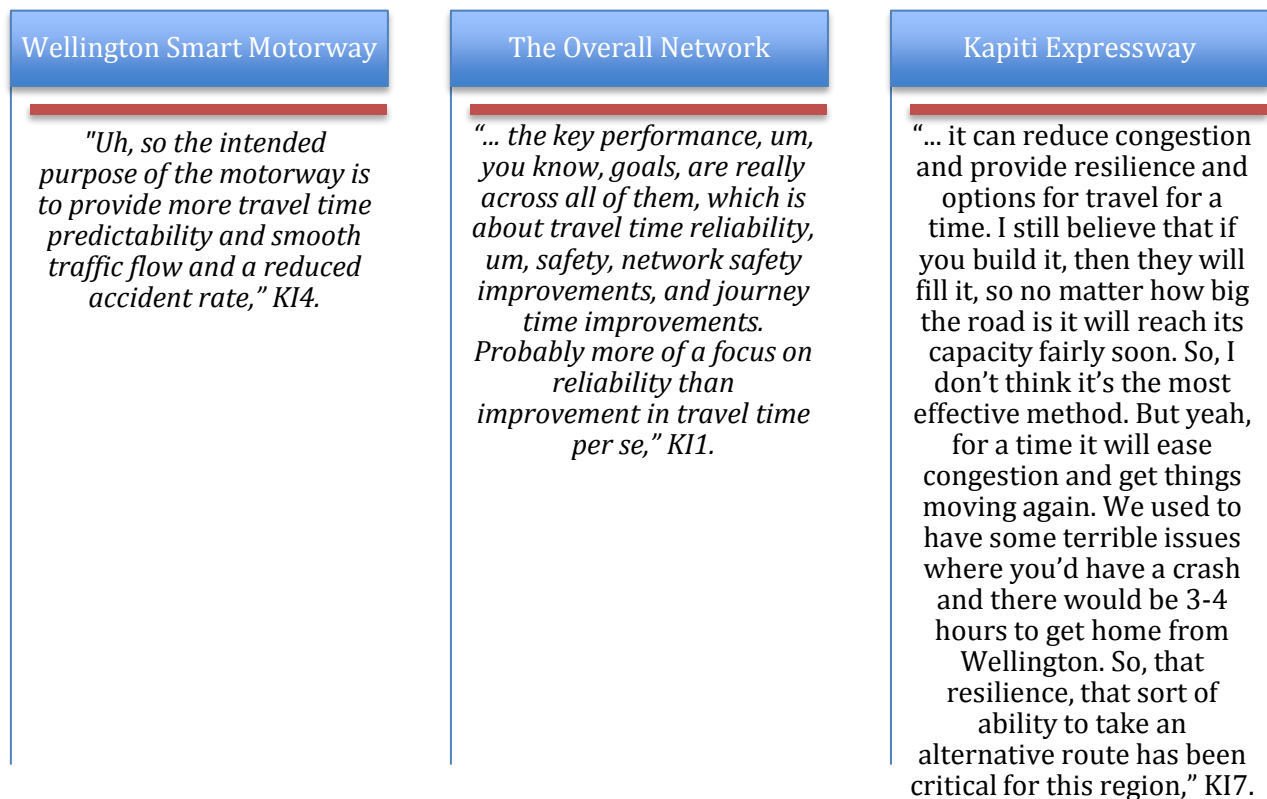 Wellington Smart Motorway
"Uh, so the intended
purpose of the motorway is
to provide more travel time
predictability and smooth
traffic flow and a reduced
accident rate,” KI4.
The Overall Network
“... the key performance, um,
you know, goals, are really
across all of them, which is
about travel time reliability,
um, safety, network safety
improvements, and journey
time improvements.
Probably more of a focus on
reliability than
improvement in travel time
per se,” KI1.
Kapiti Expressway
“... it can reduce congestion
and provide resilience and
options for travel for a
time. I still believe that if
you build it, then they will
fill it, so no matter how big
the road is it will reach its
capacity fairly soon. So, I
don’t think it’s the most
effective method. But yeah,
for a time it will ease
congestion and get things
moving again. We used to
have some terrible issues
where you’d have a crash
and there would be 3-4
hours to get home from
Wellington. So, that
resilience, that sort of
ability to take an
alternative route has been
critical for this region,” KI7.